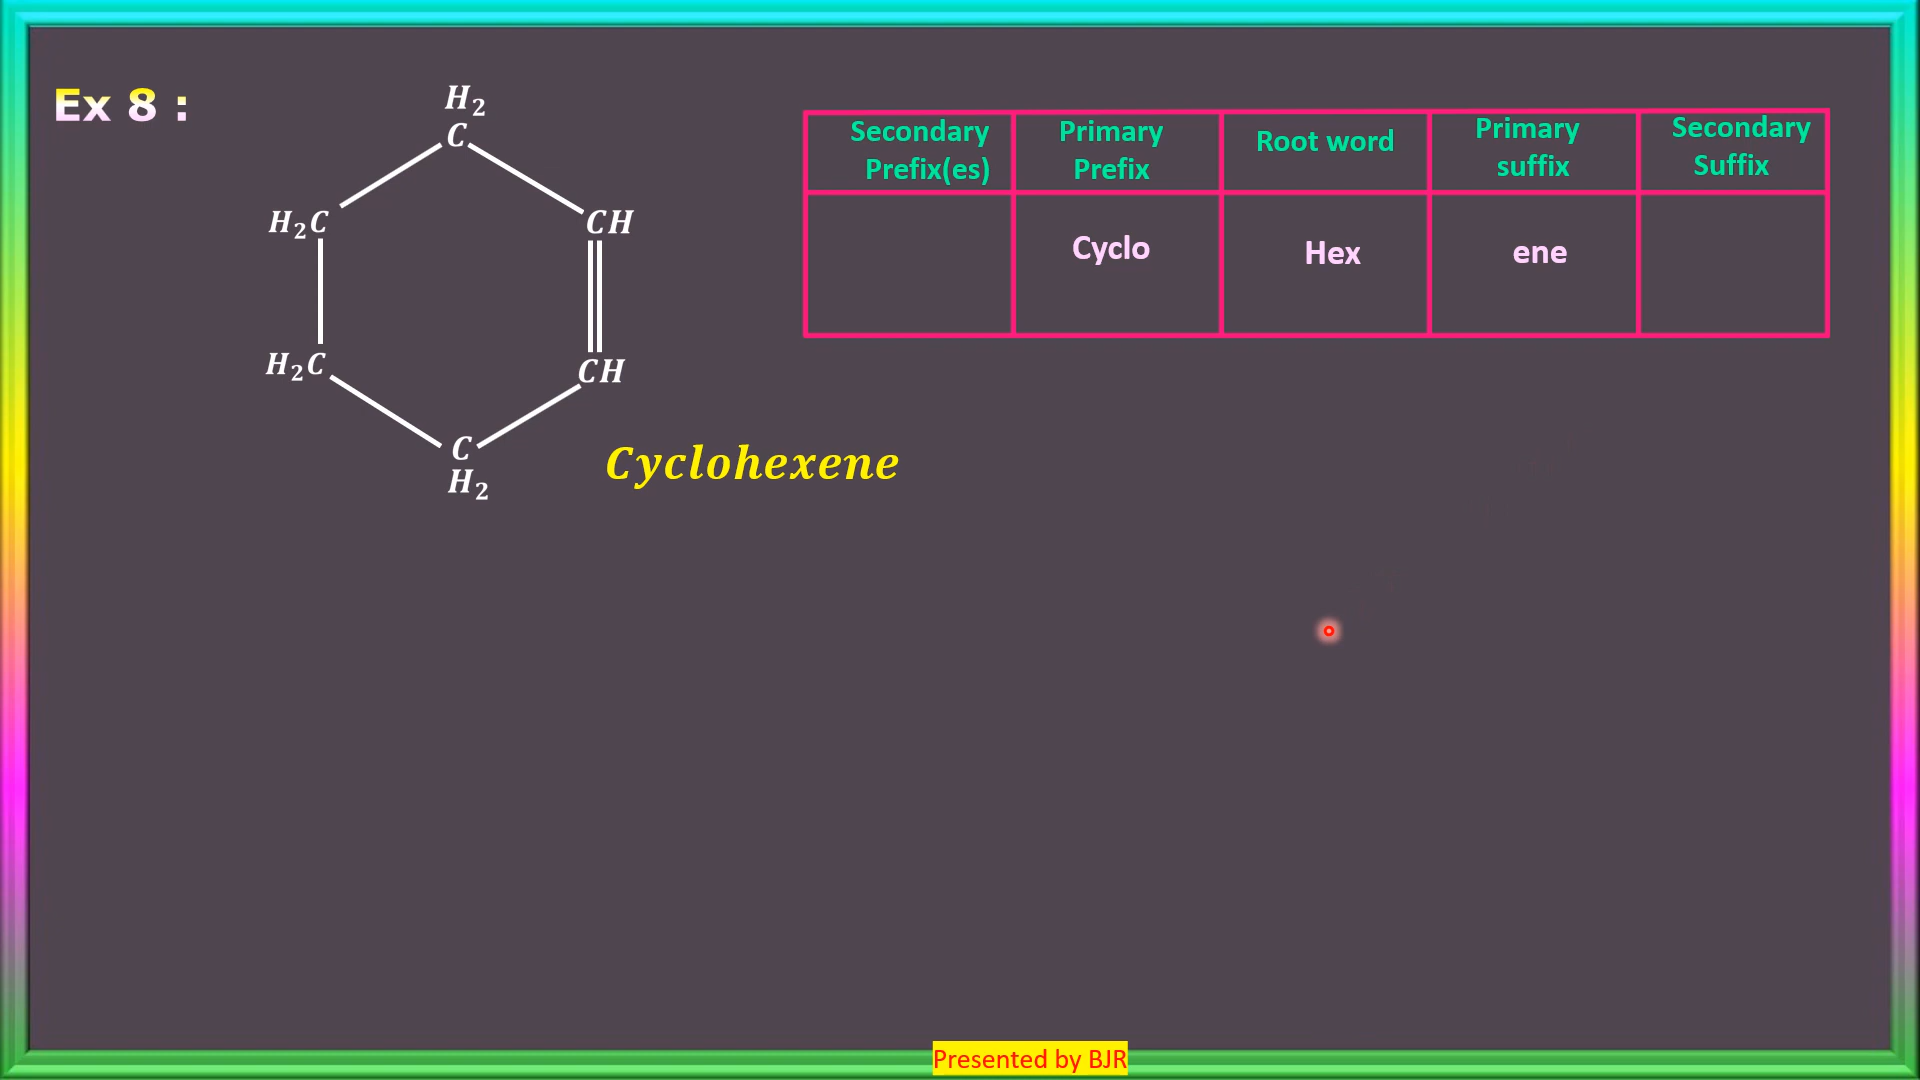 Ex 8 :
H₂
C
H₂C
CH
H₂C
CH
C
H₂
Cyclohexene
Secondary Prefix(es)
Primary Prefix
Root word
Primary suffix
Secondary Suffix
Cyclo
Hex
ene
Presented by BJR